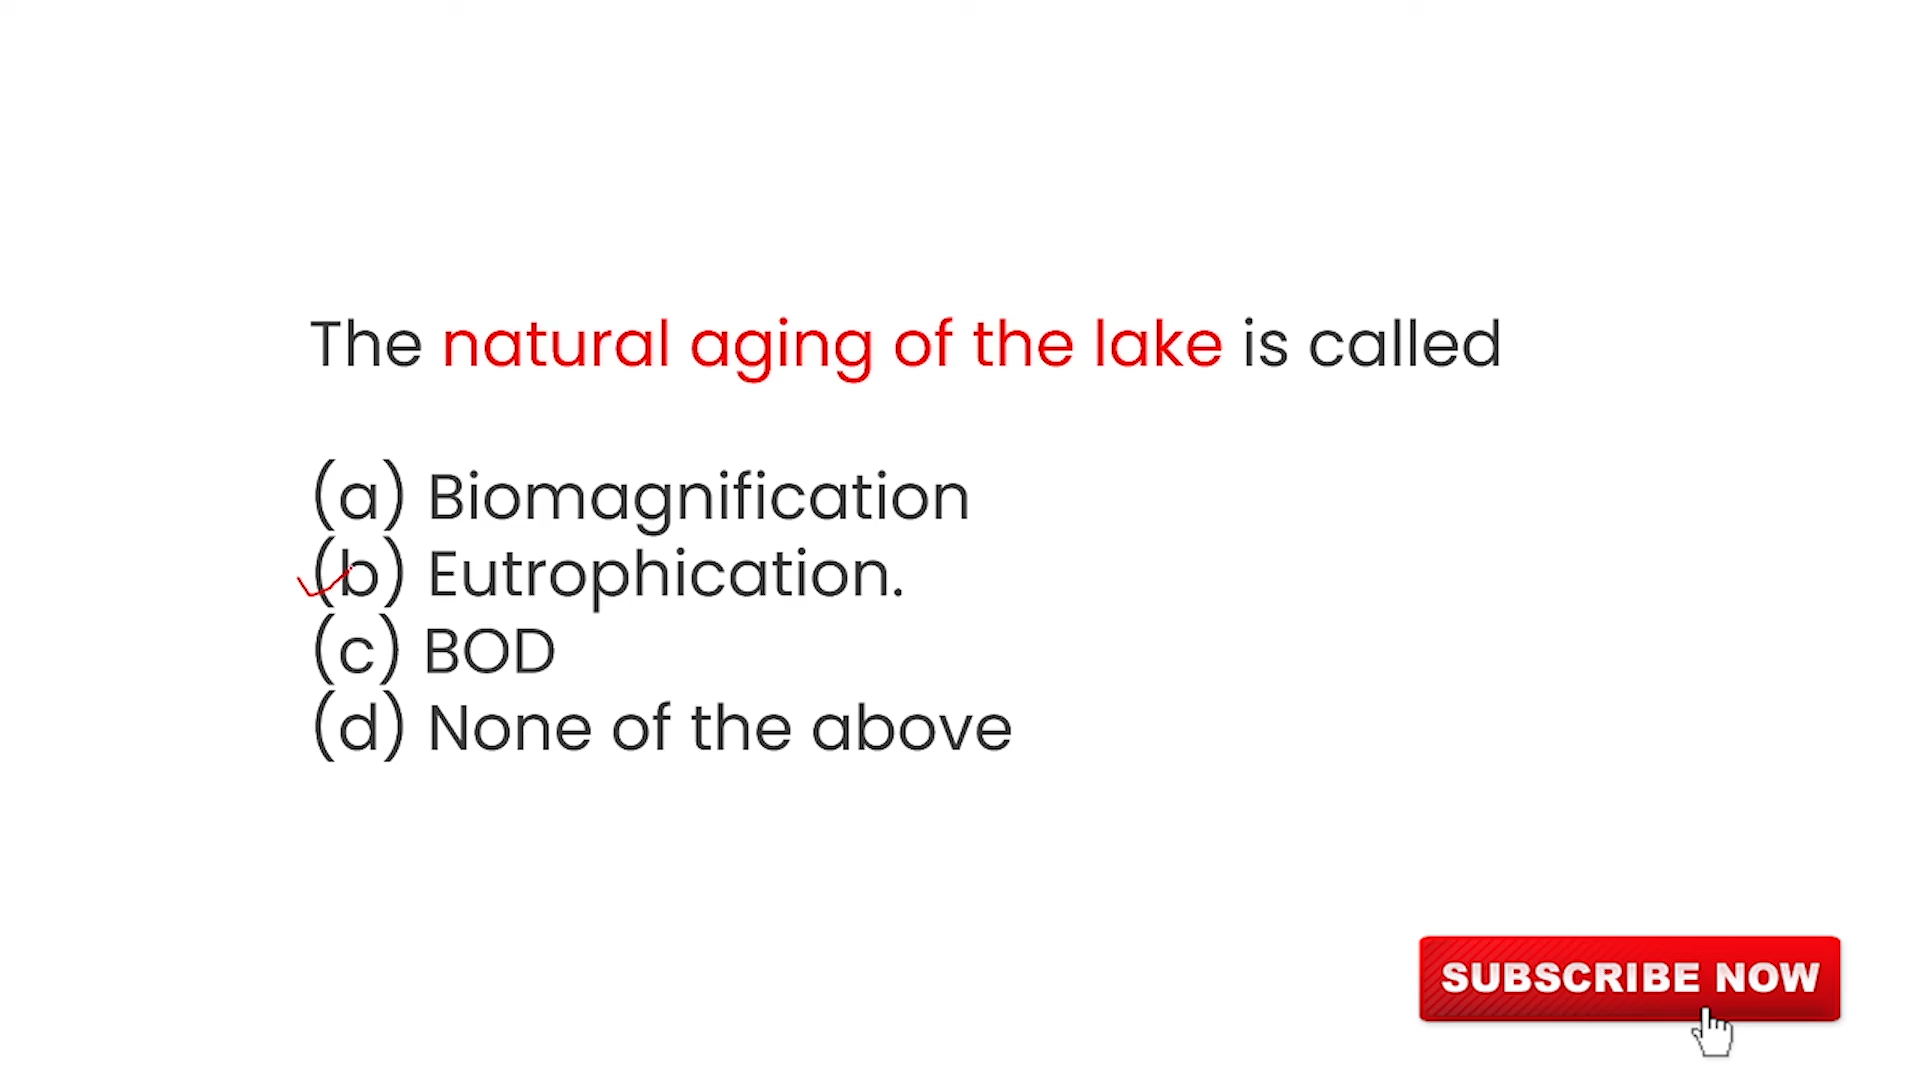 The natural aging of the lake is called
(a) Biomagnification
(b) Eutrophication.
(c) BOD
(d) None of the above
SUBSCRIBE NOW